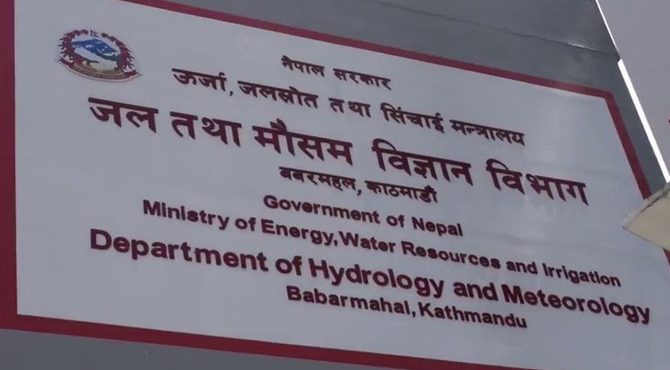 नेपाल सरकार
ऊर्जा, जलस्रोत तथा सिंचाई मन्त्रालय
जल तथा मौसम विज्ञान विभाग
बबरमहल, काठमाडौं
Government of Nepal
Ministry of Energy,Water Resources and Irrigation
Department of Hydrology and Meteorology
Babarmahal, Kathmandu